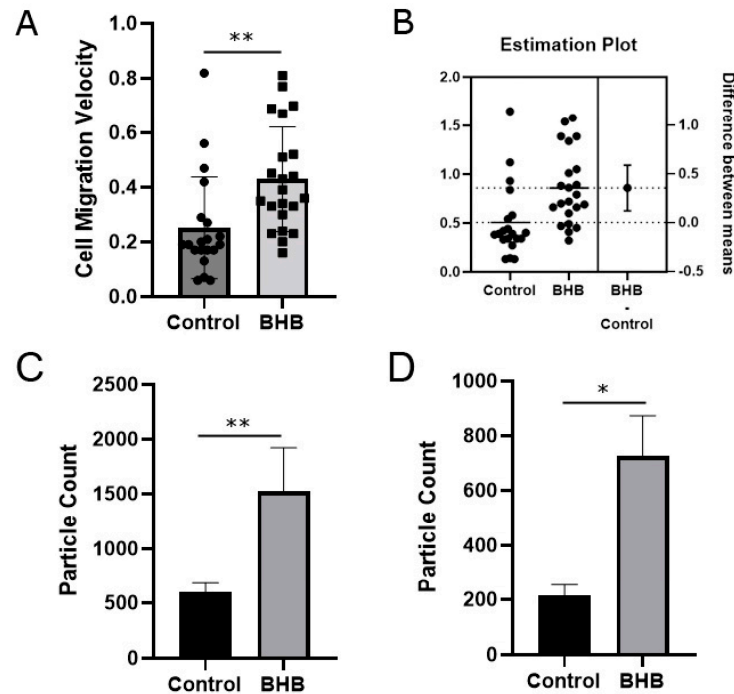 A
Cell Migration Velocity
1.0
0.8
0.6
0.4
0.2
0.0
**
Control BHB
B
Estimation Plot
2.0
1.5
1.0
0.5
0.0
1.0
0.5
0.0
-0.5
Difference between means
Control BHB BHB
-
Control
C
Particle Count
2500
2000
1500
1000
500
0
**
Control BHB
D
Particle Count
1000
800
600
400
200
0
*
Control BHB